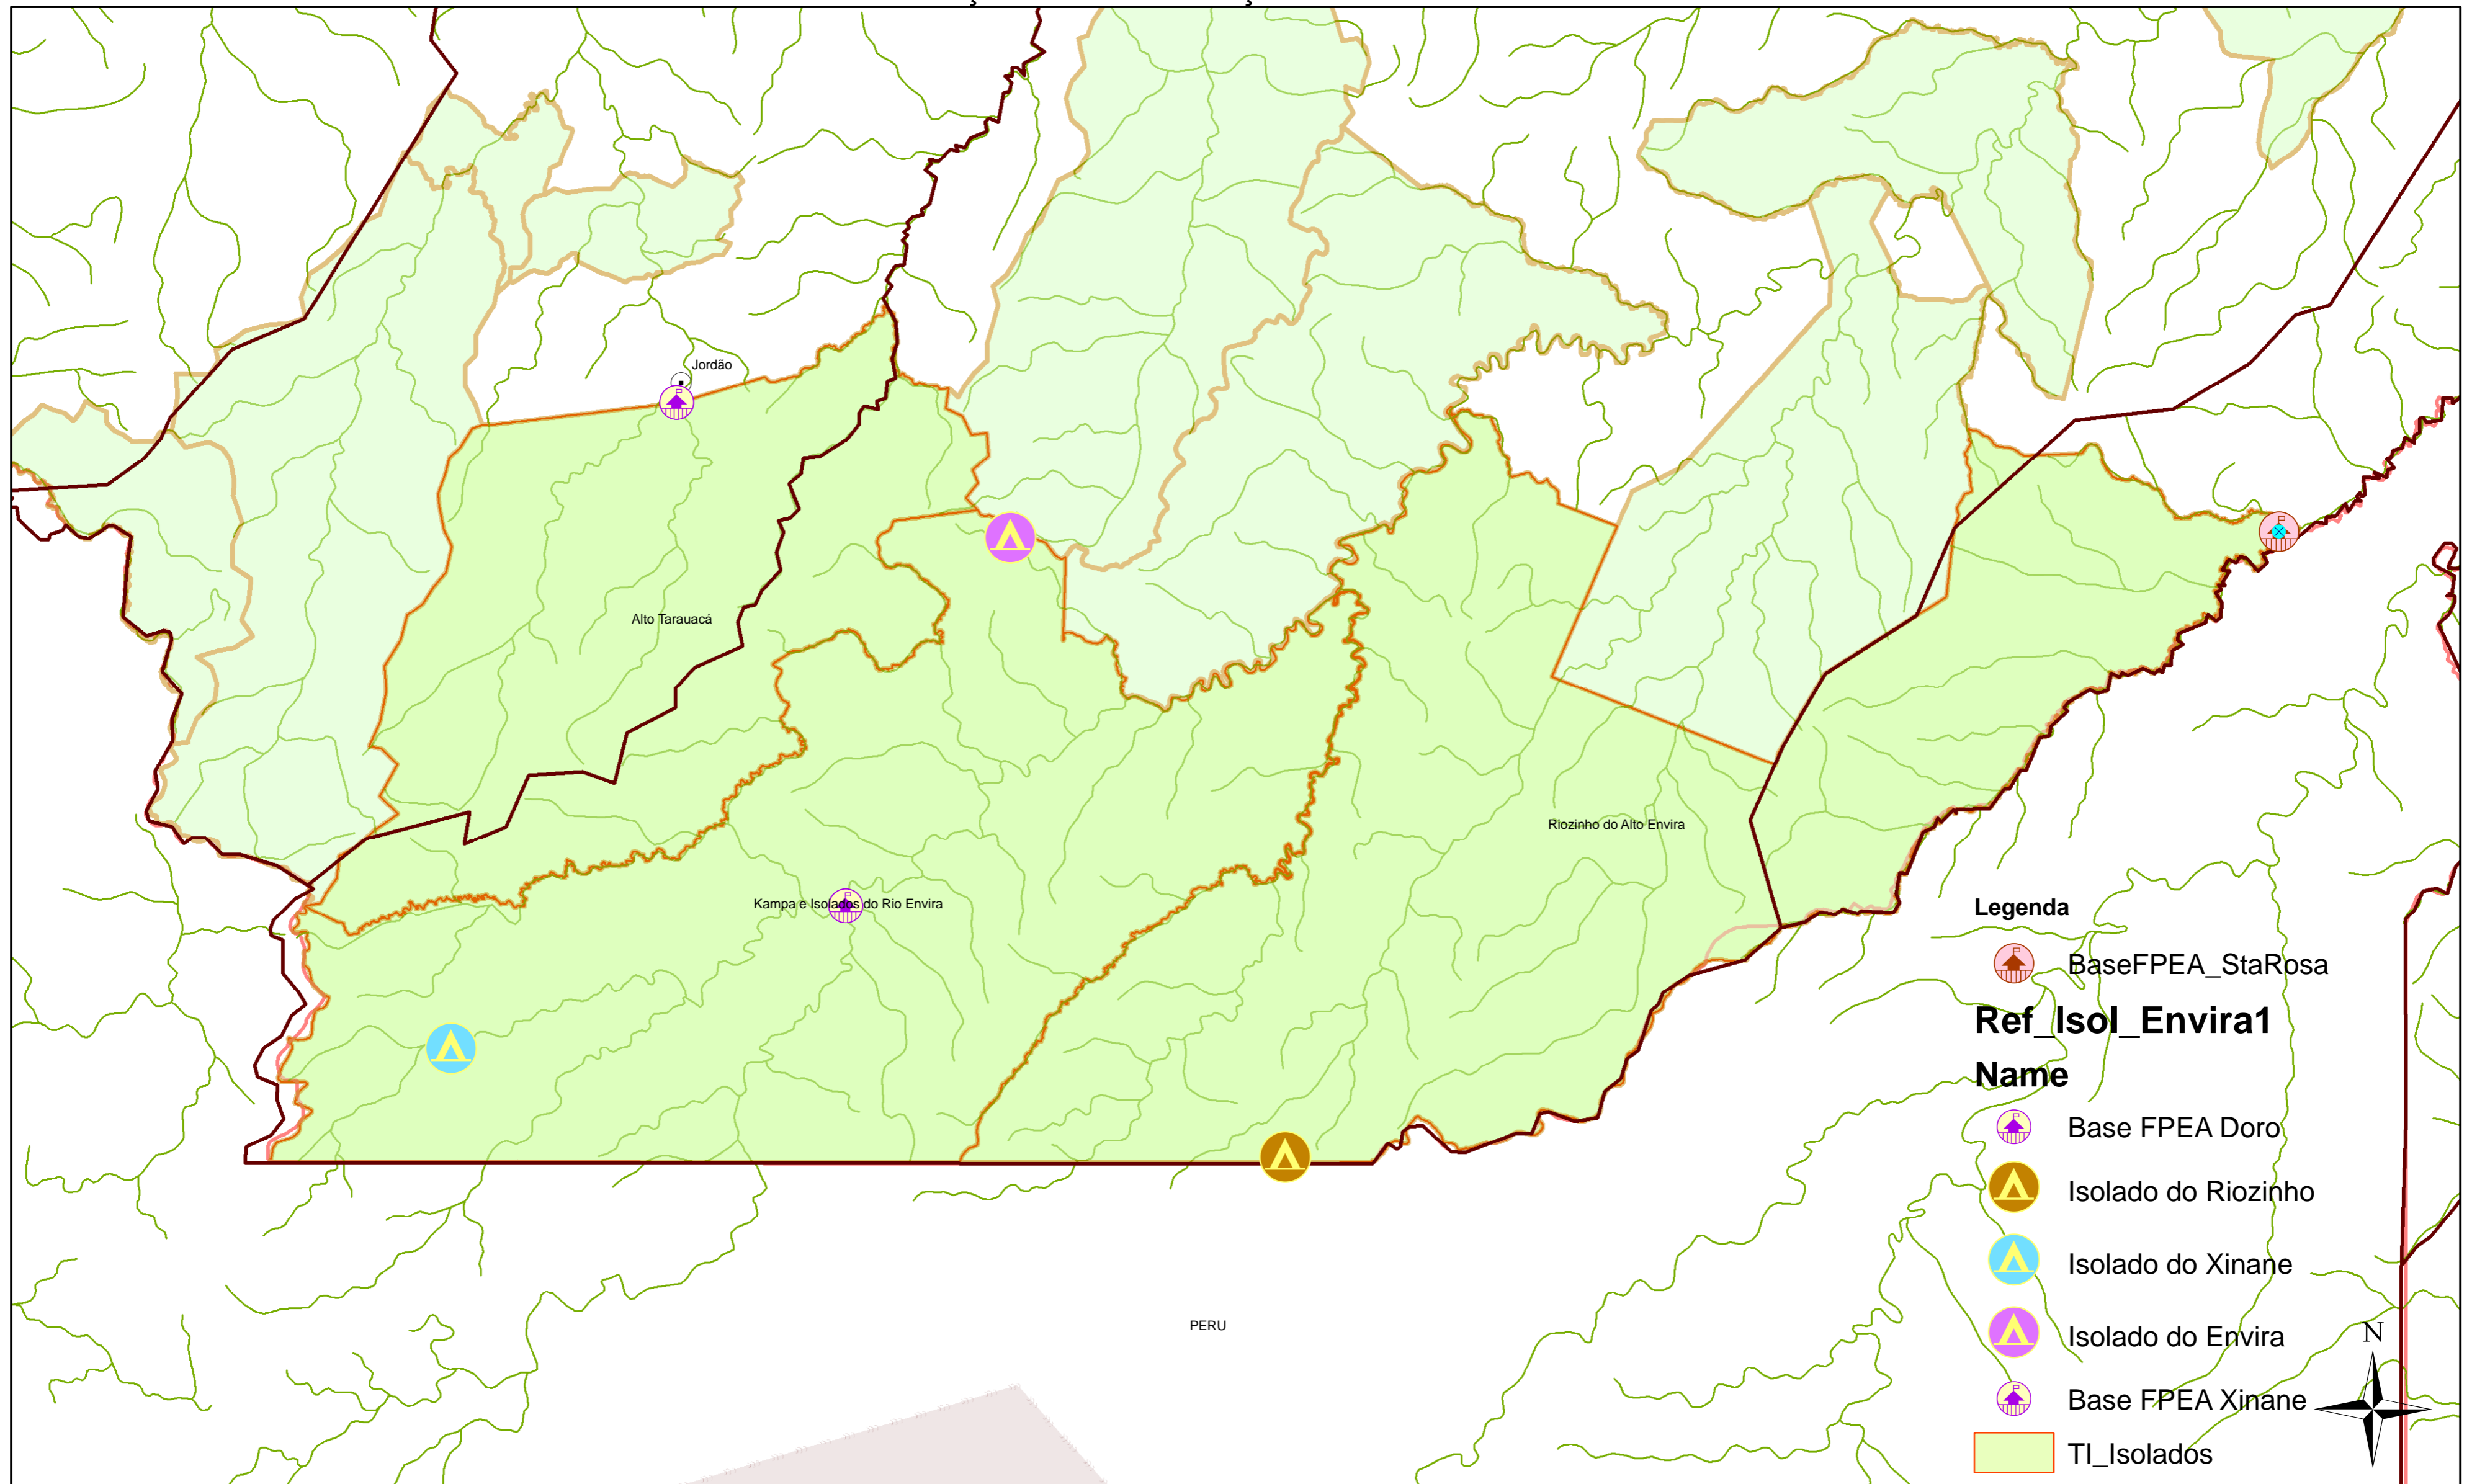 Jordão
Alto Tarauacá
Riozinho do Alto Envira
Kampa e Isolados do Rio Envira
PERU
Legenda
BaseFPEA_StaRosa
Ref_Isol_Envira1
Name
Base FPEA Doro
Isolado do Riozinho
Isolado do Xinane
Isolado do Envira
Base FPEA Xinane
TI_Isolados
N